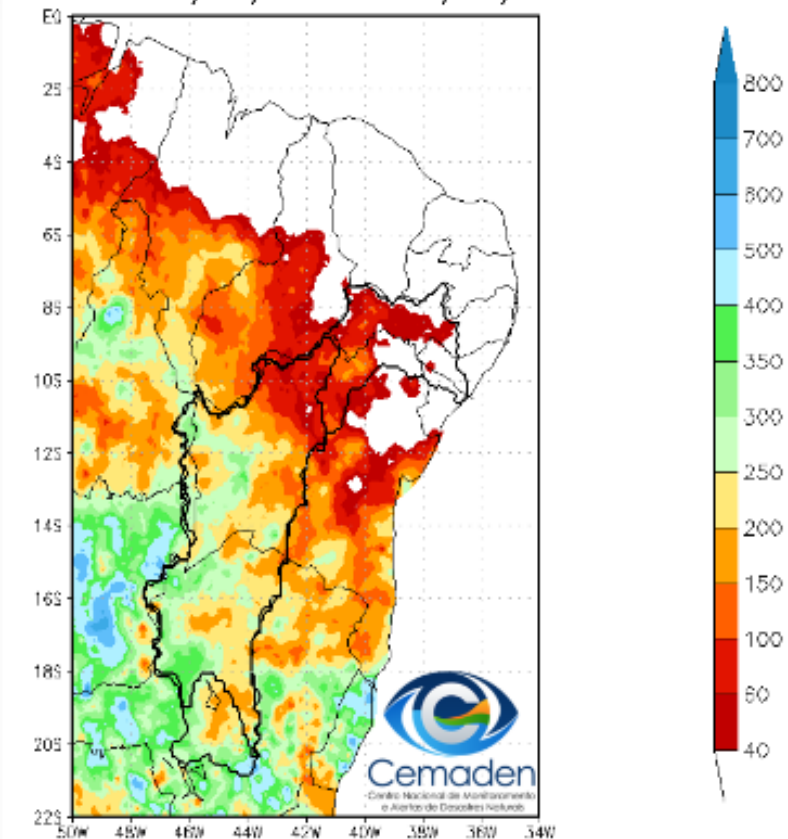 EQ
2S
4S
6S
8S
10S
12S
14S
16S
18S
20S
22S
50W 48W 46W 44W 42W 40W 38W 36W 34W
Cemaden
Centro Nacional de Monitoramento
e Alertas de Desastres Naturais
800
700
600
500
400
350
300
250
200
150
100
60
40